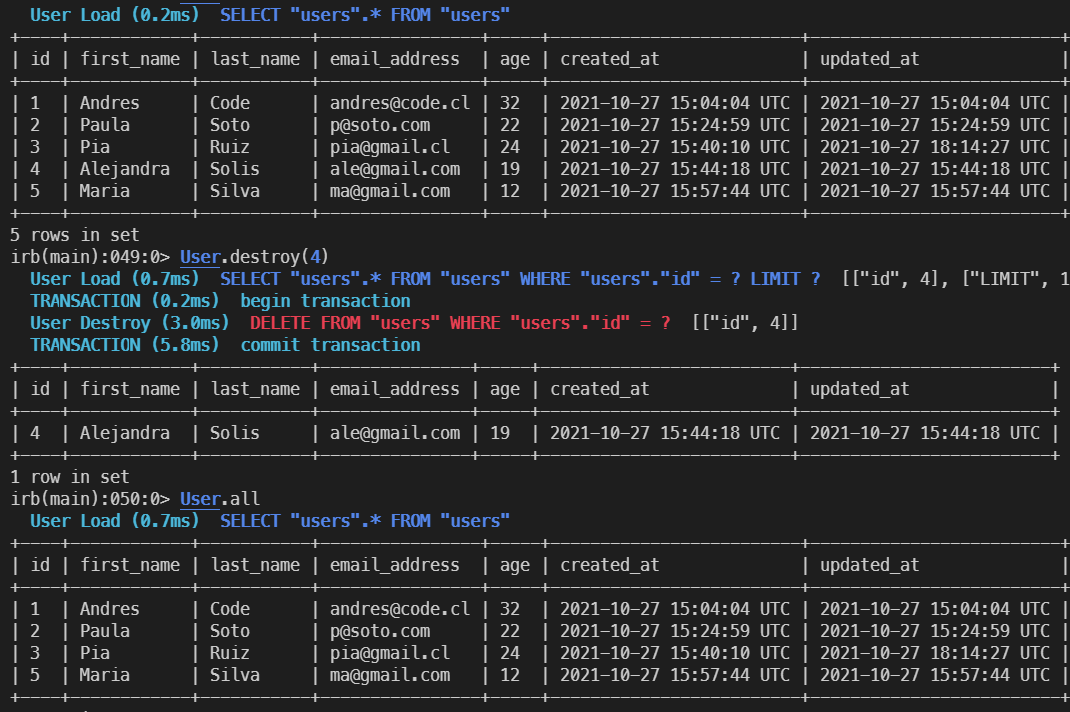 User Load (0.2ms)  SELECT "users".* FROM "users"
+----+------------+-----------+---------------+-----+-------------------------+-------------------------+
| id | first_name | last_name | email_address  | age | created_at              | updated_at              |
+----+------------+-----------+---------------+-----+-------------------------+-------------------------+
| 1  | Andres     | Code      | andres@code.cl | 32  | 2021-10-27 15:04:04 UTC | 2021-10-27 15:04:04 UTC |
| 2  | Paula      | Soto      | p@soto.com     | 22  | 2021-10-27 15:24:59 UTC | 2021-10-27 15:24:59 UTC |
| 3  | Pia        | Ruiz      | pia@gmail.cl   | 24  | 2021-10-27 15:40:10 UTC | 2021-10-27 18:14:27 UTC |
| 4  | Alejandra  | Solis     | ale@gmail.com  | 19  | 2021-10-27 15:44:18 UTC | 2021-10-27 15:44:18 UTC |
| 5  | Maria      | Silva     | ma@gmail.com   | 12  | 2021-10-27 15:57:44 UTC | 2021-10-27 15:57:44 UTC |
+----+------------+-----------+----------------+-----+-------------------------+-------------------------+
5 rows in set
irb(main):049:0> User.destroy(4)
  User Load (0.7ms)  SELECT "users".* FROM "users" WHERE "users"."id" = ? LIMIT ?  [["id", 4], ["LIMIT", 1
  TRANSACTION (0.2ms)  begin transaction
  User Destroy (3.0ms)  DELETE FROM "users" WHERE "users"."id" = ?  [["id", 4]]
  TRANSACTION (5.8ms)  commit transaction
+----+------------+-----------+---------------+-----+-------------------------+-------------------------+
| id | first_name | last_name | email_address | age | created_at              | updated_at              |
+----+------------+-----------+---------------+-----+-------------------------+-------------------------+
| 4  | Alejandra  | Solis     | ale@gmail.com | 19  | 2021-10-27 15:44:18 UTC | 2021-10-27 15:44:18 UTC |
+----+------------+-----------+---------------+-----+-------------------------+-------------------------+
1 row in set
irb(main):050:0> User.all
  User Load (0.7ms)  SELECT "users".* FROM "users"
+----+------------+-----------+----------------+-----+-------------------------+-------------------------+
| id | first_name | last_name | email_address  | age | created_at              | updated_at              |
+----+------------+-----------+----------------+-----+-------------------------+-------------------------+
| 1  | Andres     | Code      | andres@code.cl | 32  | 2021-10-27 15:04:04 UTC | 2021-10-27 15:04:04 UTC |
| 2  | Paula      | Soto      | p@soto.com     | 22  | 2021-10-27 15:24:59 UTC | 2021-10-27 15:24:59 UTC |
| 3  | Pia        | Ruiz      | pia@gmail.cl   | 24  | 2021-10-27 15:40:10 UTC | 2021-10-27 18:14:27 UTC |
| 5  | Maria      | Silva     | ma@gmail.com   | 12  | 2021-10-27 15:57:44 UTC | 2021-10-27 15:57:44 UTC |
+----+------------+-----------+----------------+-----+-------------------------+-------------------------+